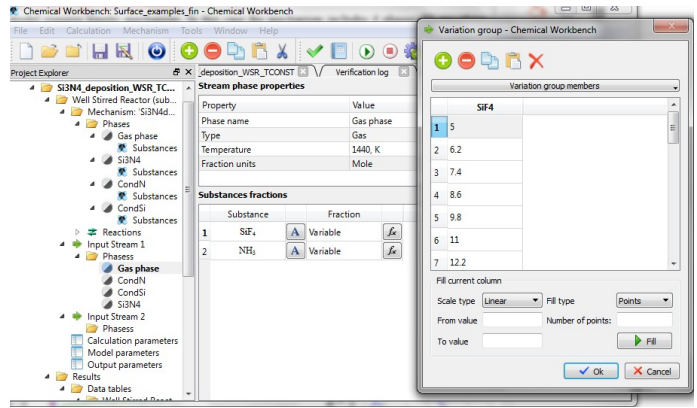 Chemical Workbench: Surface_examples_fin - Chemical Workbench
File Edit Calculation Mechanism Tools Window Help
Project Explorer
Si3N4_deposition_WSR_TC...
Well Stirred Reactor (sub...
Mechanism: 'Si3N4d...
Phases
Gas phase
Substances
Si3N4
Substances
CondN
Substances
CondSi
Substances
Reactions
Input Stream 1
Phasess
Gas phase
CondN
CondSi
Si3N4
Input Stream 2
Phasess
Calculation parameters
Model parameters
Output parameters
Results
Data tables
_deposition_WSR_TCONST
Verification log
Stream phase properties
Property Value
Phase name Gas phase
Type Gas
Temperature 1440, K
Fraction units Mole
Substances fractions
Substance Fraction
1 SiF₄ A Variable fx
2 NH₃ A Variable fx
Variation group - Chemical Workbench
Variation group members
SiF4
1 5
2 6.2
3 7.4
4 8.6
5 9.8
6 11
7 12.2
Fill current column
Scale type Linear Fill type Points
From value Number of points:
To value Fill
Ok Cancel